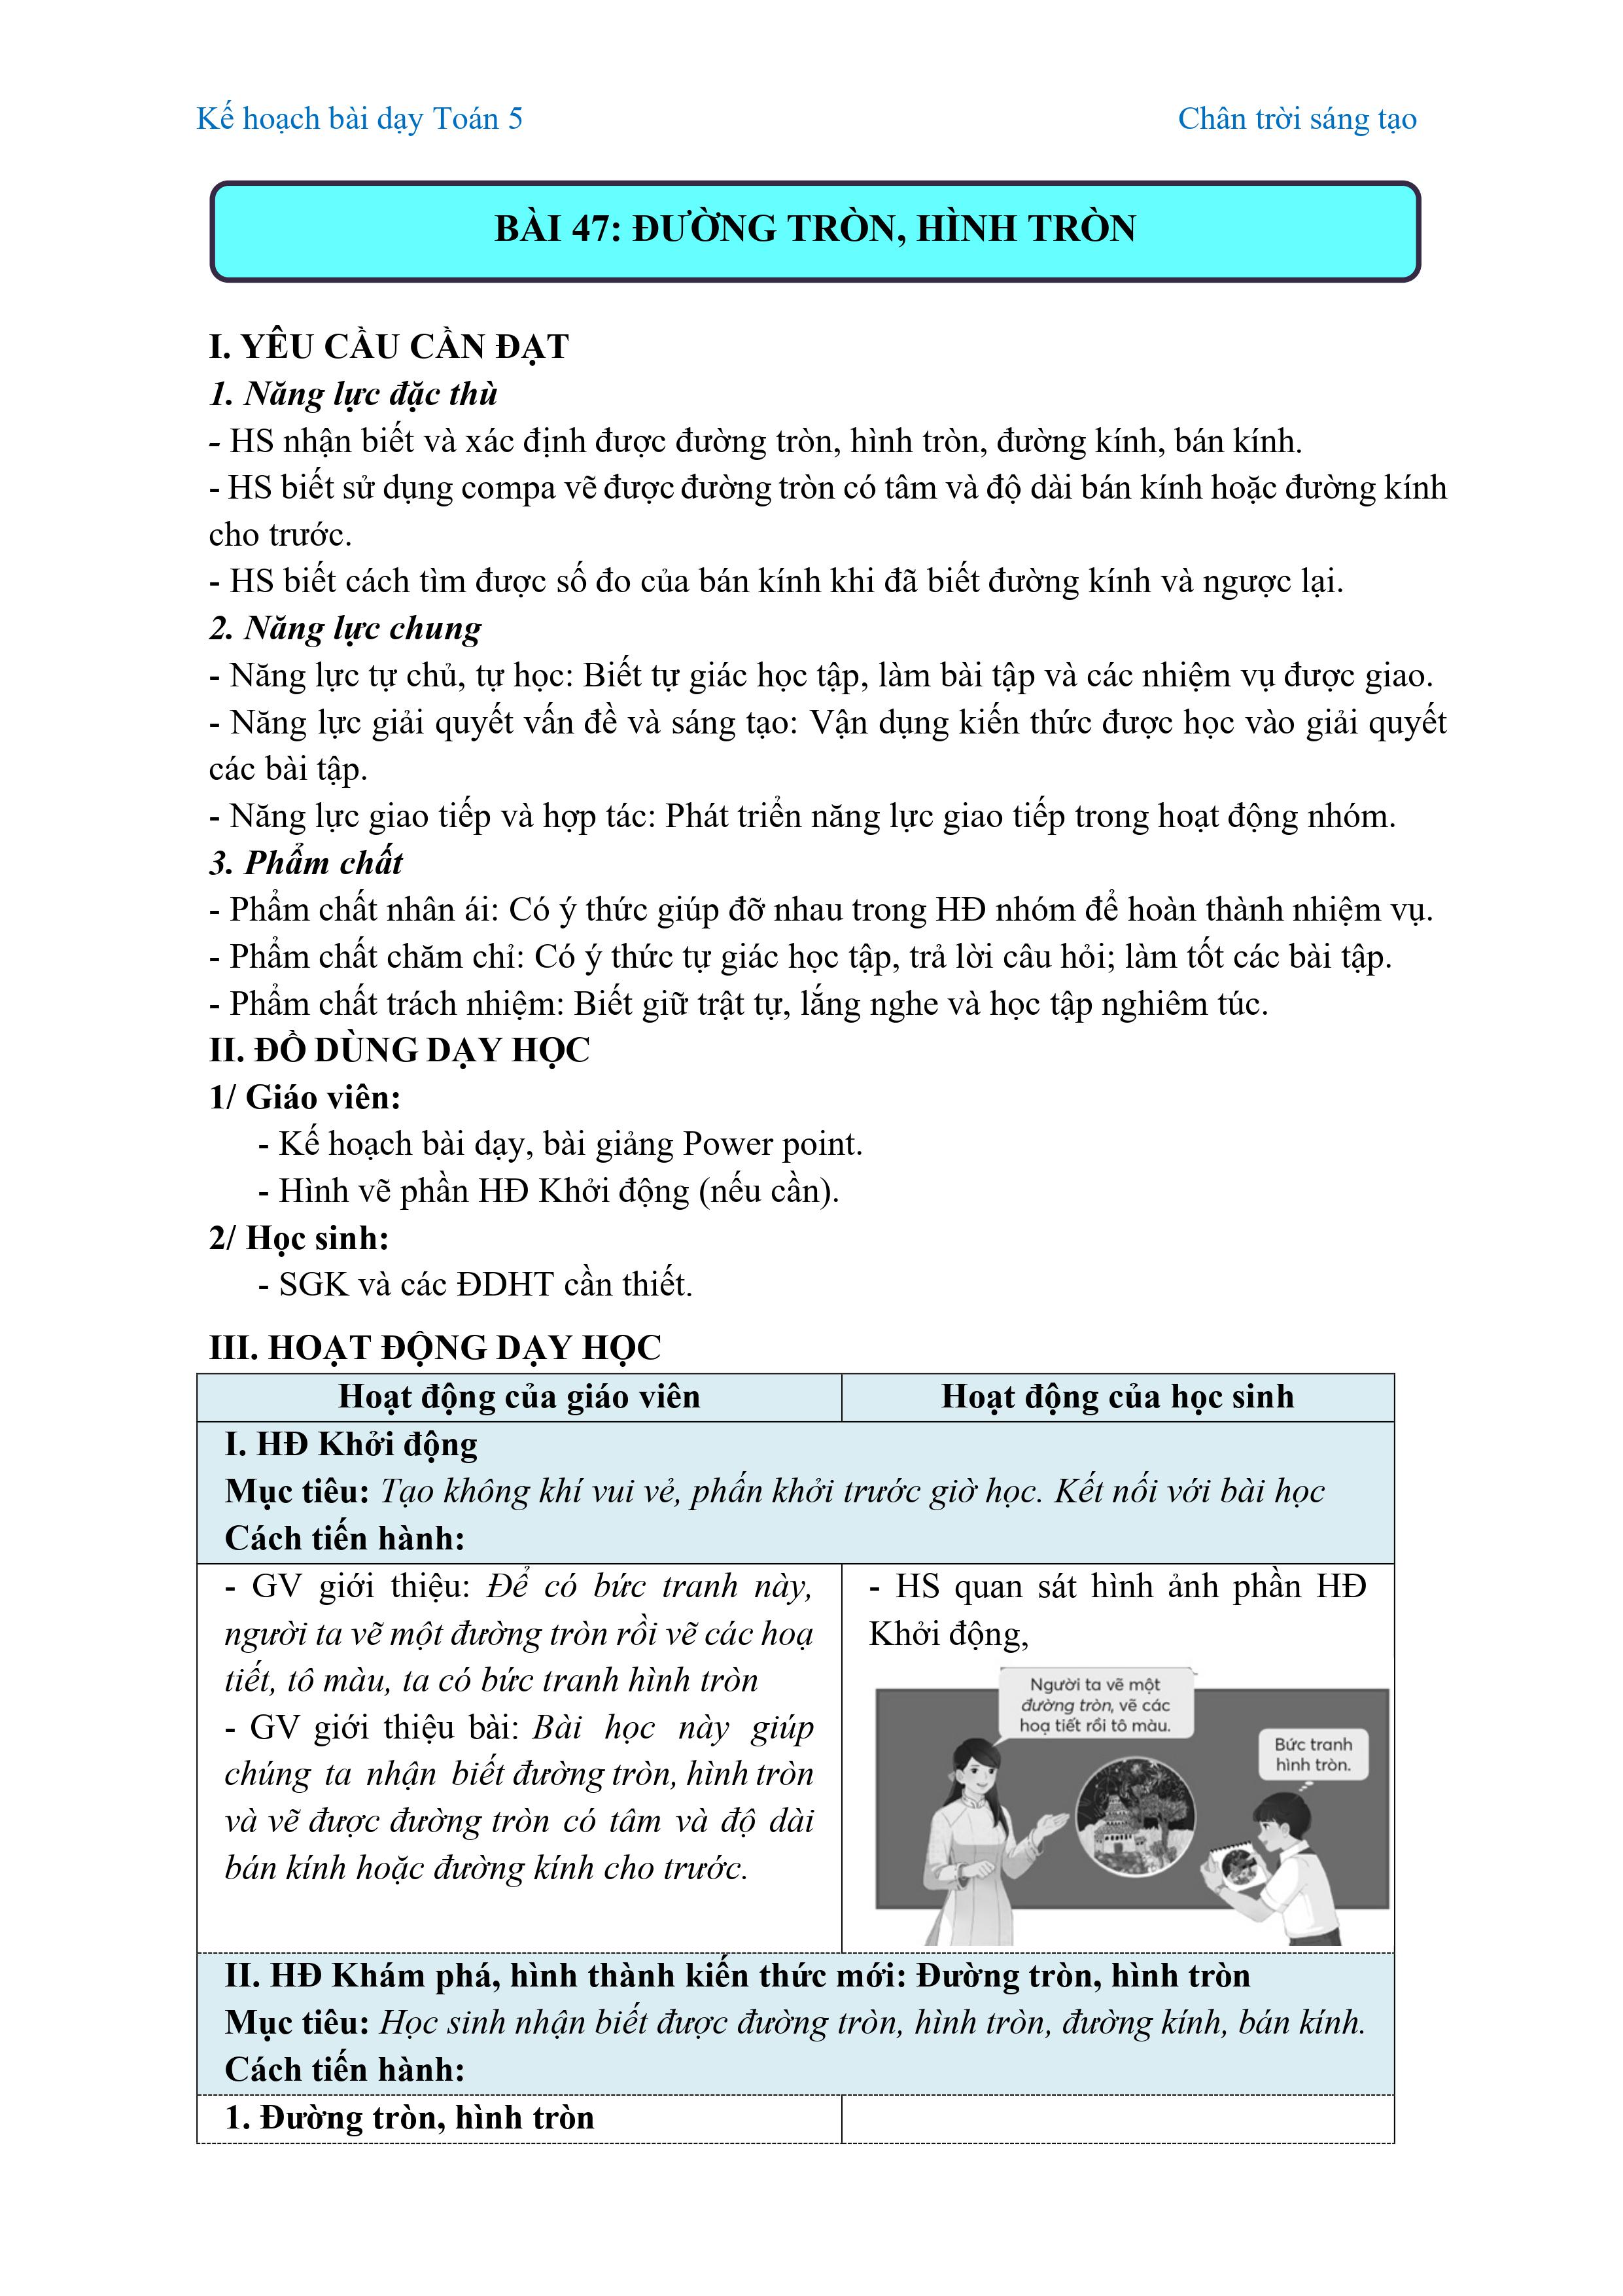 Kế hoạch bài dạy Toán 5
Chân trời sáng tạo
BÀI 47: ĐƯỜNG TRÒN, HÌNH TRÒN
I. YÊU CẦU CẦN ĐẠT
1. Năng lực đặc thù
- HS nhận biết và xác định được đường tròn, hình tròn, đường kính, bán kính.
- HS biết sử dụng compa vẽ được đường tròn có tâm và độ dài bán kính hoặc đường kính
cho trước.
- HS biết cách tìm được số đo của bán kính khi đã biết đường kính và ngược lại.
2. Năng lực chung
- Năng lực tự chủ, tự học: Biết tự giác học tập, làm bài tập và các nhiệm vụ được giao.
- Năng lực giải quyết vấn đề và sáng tạo: Vận dụng kiến thức được học vào giải quyết
các bài tập.
- Năng lực giao tiếp và hợp tác: Phát triển năng lực giao tiếp trong hoạt động nhóm.
3. Phẩm chất
- Phẩm chất nhân ái: Có ý thức giúp đỡ nhau trong HĐ nhóm để hoàn thành nhiệm vụ.
- Phẩm chất chăm chỉ: Có ý thức tự giác học tập, trả lời câu hỏi; làm tốt các bài tập.
- Phẩm chất trách nhiệm: Biết giữ trật tự, lắng nghe và học tập nghiêm túc.
II. ĐỒ DÙNG DẠY HỌC
1/ Giáo viên:
- Kế hoạch bài dạy, bài giảng Power point.
- Hình vẽ phần HĐ Khởi động (nếu cần).
2/ Học sinh:
- SGK và các ĐDHT cần thiết.
III. HOẠT ĐỘNG DẠY HỌC
Hoạt động của giáo viên
Hoạt động của học sinh
I. HĐ Khởi động
Mục tiêu: Tạo không khí vui vẻ, phấn khởi trước giờ học. Kết nối với bài học
Cách tiến hành:
- GV giới thiệu: Để có bức tranh này,
người ta vẽ một đường tròn rồi vẽ các hoạ
tiết, tô màu, ta có bức tranh hình tròn
- GV giới thiệu bài: Bài học này giúp
chúng ta nhận biết đường tròn, hình tròn
và vẽ được đường tròn có tâm và độ dài
bán kính hoặc đường kính cho trước.
- HS quan sát hình ảnh phần HĐ
Khởi động,
Người ta vẽ một
đường tròn, vẽ các
hoạ tiết rồi tô màu.
Bức tranh
hình tròn.
II. HĐ Khám phá, hình thành kiến thức mới: Đường tròn, hình tròn
Mục tiêu: Học sinh nhận biết được đường tròn, hình tròn, đường kính, bán kính.
Cách tiến hành:
1. Đường tròn, hình tròn